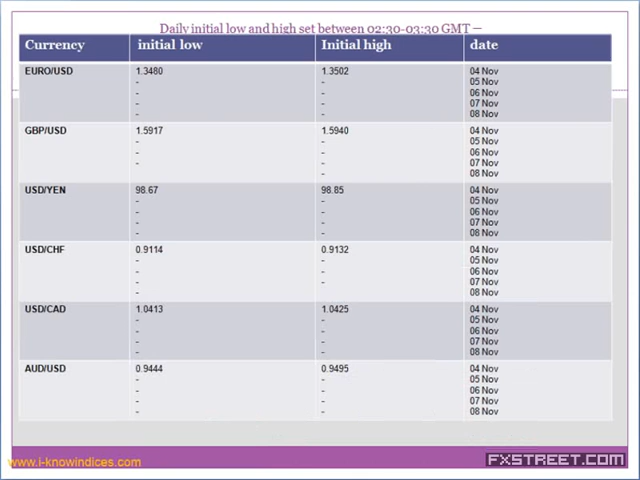 Daily initial low and high set between 02:30-03:30 GMT —
Currency initial low Initial high date
EURO/USD 1.3480 1.3502 04 Nov
- - 05 Nov
- - 06 Nov
- - 07 Nov
- - 08 Nov
GBP/USD 1.5917 1.5940 04 Nov
- - 05 Nov
- - 06 Nov
- - 07 Nov
- 08 Nov
USD/YEN 98.67 98.85 04 Nov
- - 05 Nov
- - 06 Nov
- - 07 Nov
- - 08 Nov
USD/CHF 0.9114 0.9132 04 Nov
- - 05 Nov
- - 06 Nov
- - 07 Nov
- 08 Nov
USD/CAD 1.0413 1.0425 04 Nov
- - 05 Nov
- - 06 Nov
- - 07 Nov
- - 08 Nov
AUD/USD 0.9444 0.9495 04 Nov
- - 05 Nov
- - 06 Nov
- - 07 Nov
- - 08 Nov
www.i-knowindices.com
FXSTREET.COM